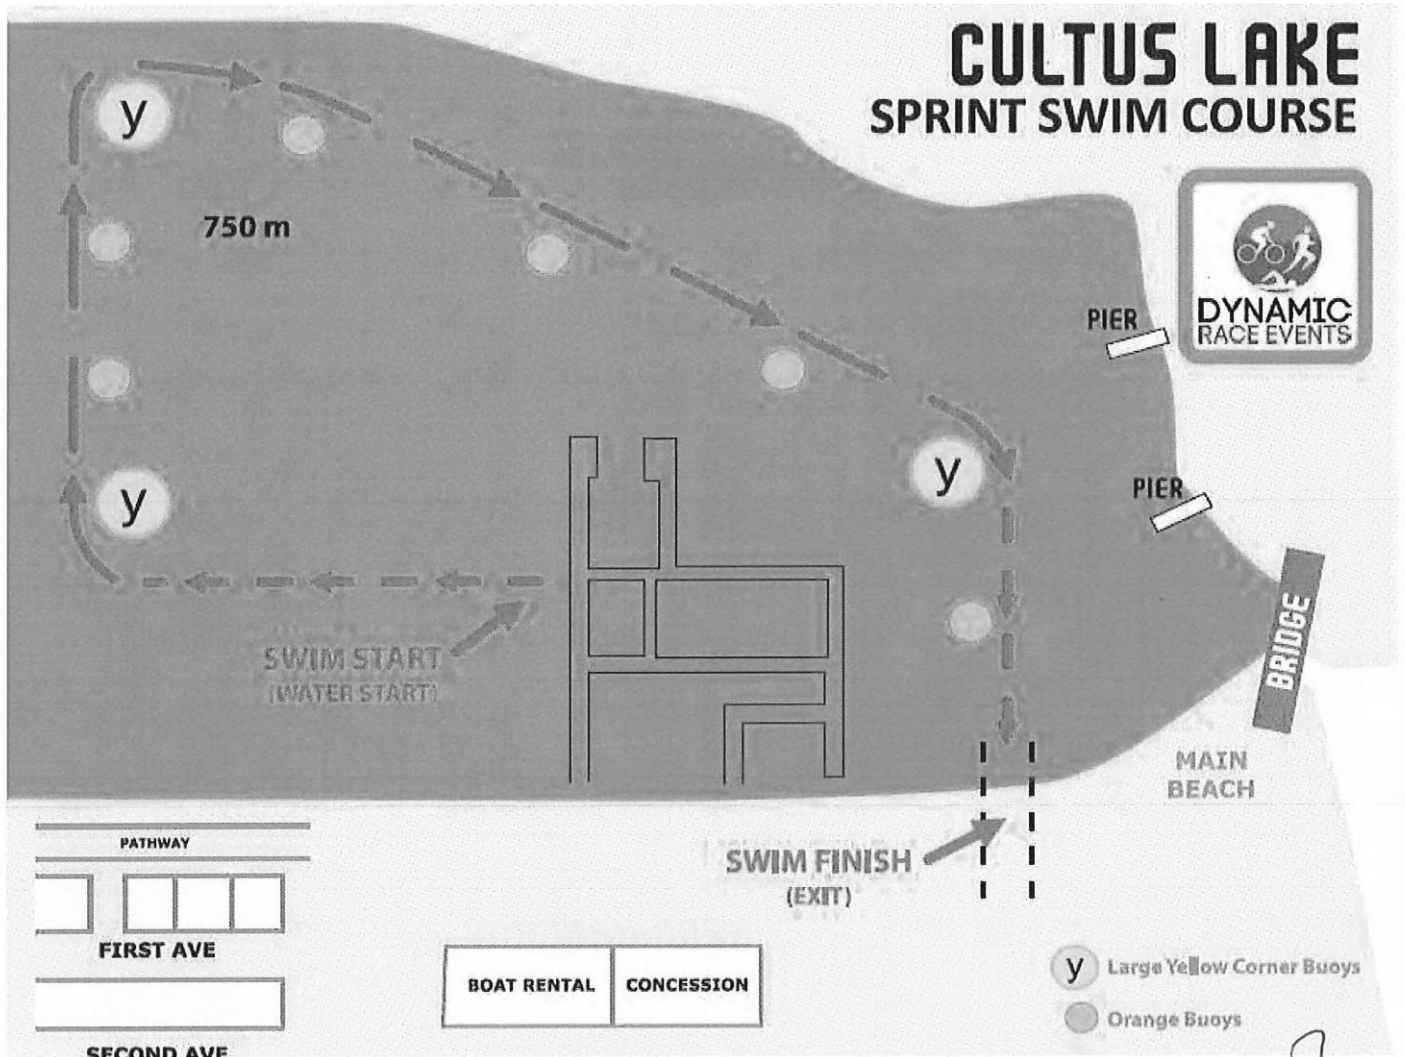 CULTUS LAKE
SPRINT SWIM COURSE
y
750 m
DYNAMIC
RACE EVENTS
PIER
y
y
PIER
SWIM START
(WATER START)
BRIDGE
MAIN
BEACH
PATHWAY
SWIM FINISH
(EXIT)
FIRST AVE
BOAT RENTAL
CONCESSION
y Large Yellow Corner Buoys
Orange Buoys
SECOND AVE